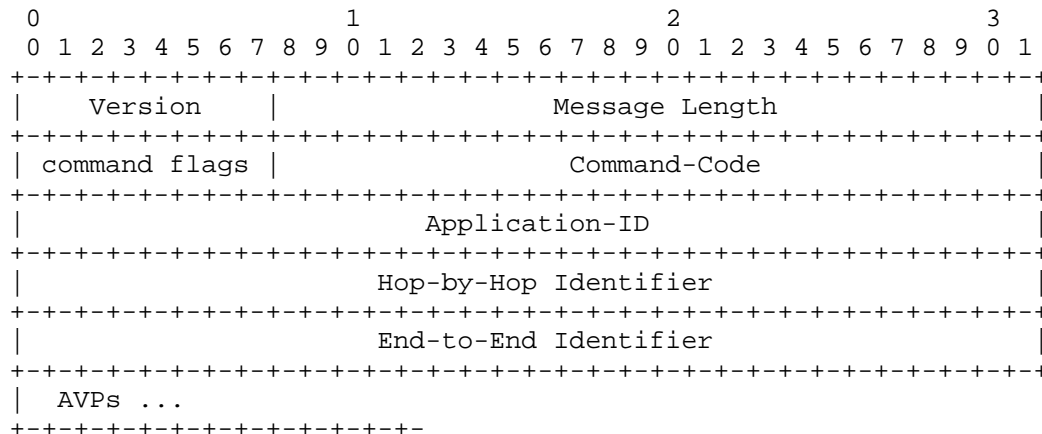 0                   1                   2                   3
 0 1 2 3 4 5 6 7 8 9 0 1 2 3 4 5 6 7 8 9 0 1 2 3 4 5 6 7 8 9 0 1
+-+-+-+-+-+-+-+-+-+-+-+-+-+-+-+-+-+-+-+-+-+-+-+-+-+-+-+-+-+-+-+-+
|    Version    |                 Message Length                |
+-+-+-+-+-+-+-+-+-+-+-+-+-+-+-+-+-+-+-+-+-+-+-+-+-+-+-+-+-+-+-+-+
| command flags |                  Command-Code                 |
+-+-+-+-+-+-+-+-+-+-+-+-+-+-+-+-+-+-+-+-+-+-+-+-+-+-+-+-+-+-+-+-+
|                         Application-ID                        |
+-+-+-+-+-+-+-+-+-+-+-+-+-+-+-+-+-+-+-+-+-+-+-+-+-+-+-+-+-+-+-+-+
|                      Hop-by-Hop Identifier                    |
+-+-+-+-+-+-+-+-+-+-+-+-+-+-+-+-+-+-+-+-+-+-+-+-+-+-+-+-+-+-+-+-+
|                      End-to-End Identifier                    |
+-+-+-+-+-+-+-+-+-+-+-+-+-+-+-+-+-+-+-+-+-+-+-+-+-+-+-+-+-+-+-+-+
|  AVPs ...
+-+-+-+-+-+-+-+-+-+-+-+-+-